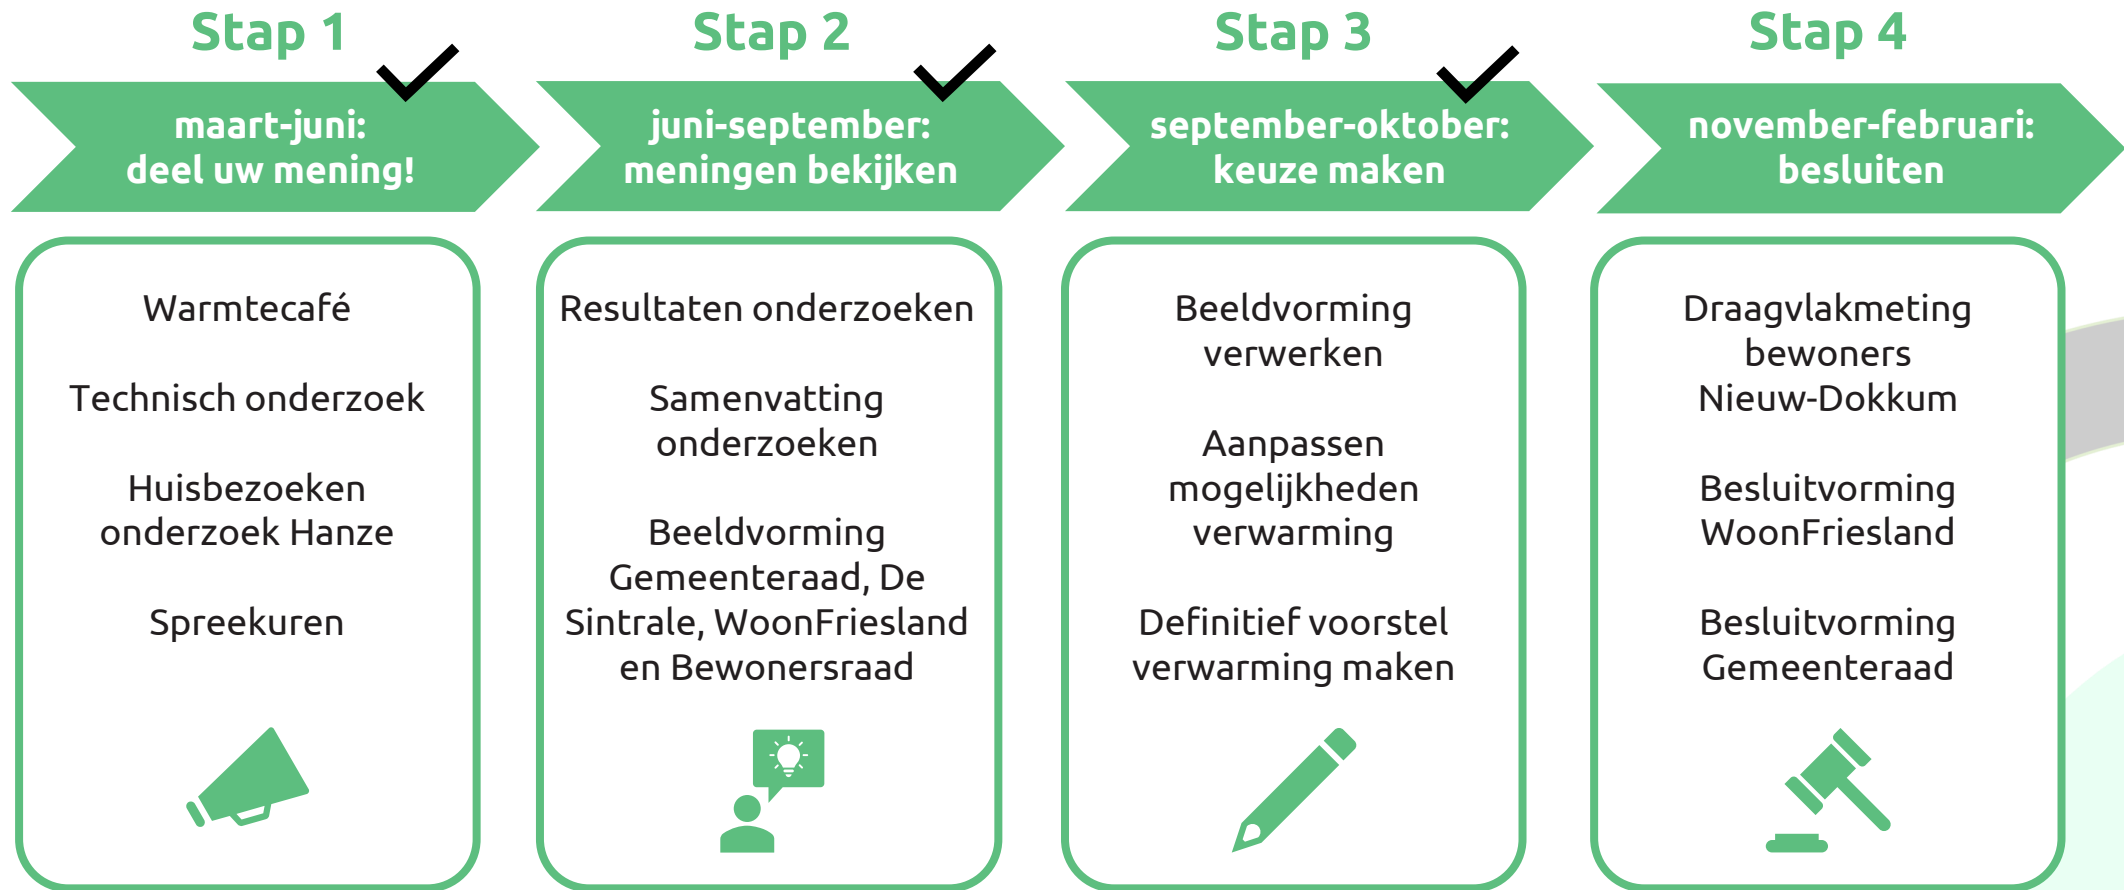 Stap 1
maart-juni:
deel uw mening!
Warmtecafé
Technisch onderzoek
Huisbezoeken
onderzoek Hanze
Spreekuren
Stap 2
juni-september:
meningen bekijken
Resultaten onderzoeken
Samenvatting
onderzoeken
Beeldvorming
Gemeenteraad, De
Sintrale, WoonFriesland
en Bewonersraad
Stap 3
september-oktober:
keuze maken
Beeldvorming
verwerken
Aanpassen
mogelijkheden
verwarming
Definitief voorstel
verwarming maken
Stap 4
november-februari:
besluiten
Draagvlakmeting
bewoners
Nieuw-Dokkum
Besluitvorming
WoonFriesland
Besluitvorming
Gemeenteraad